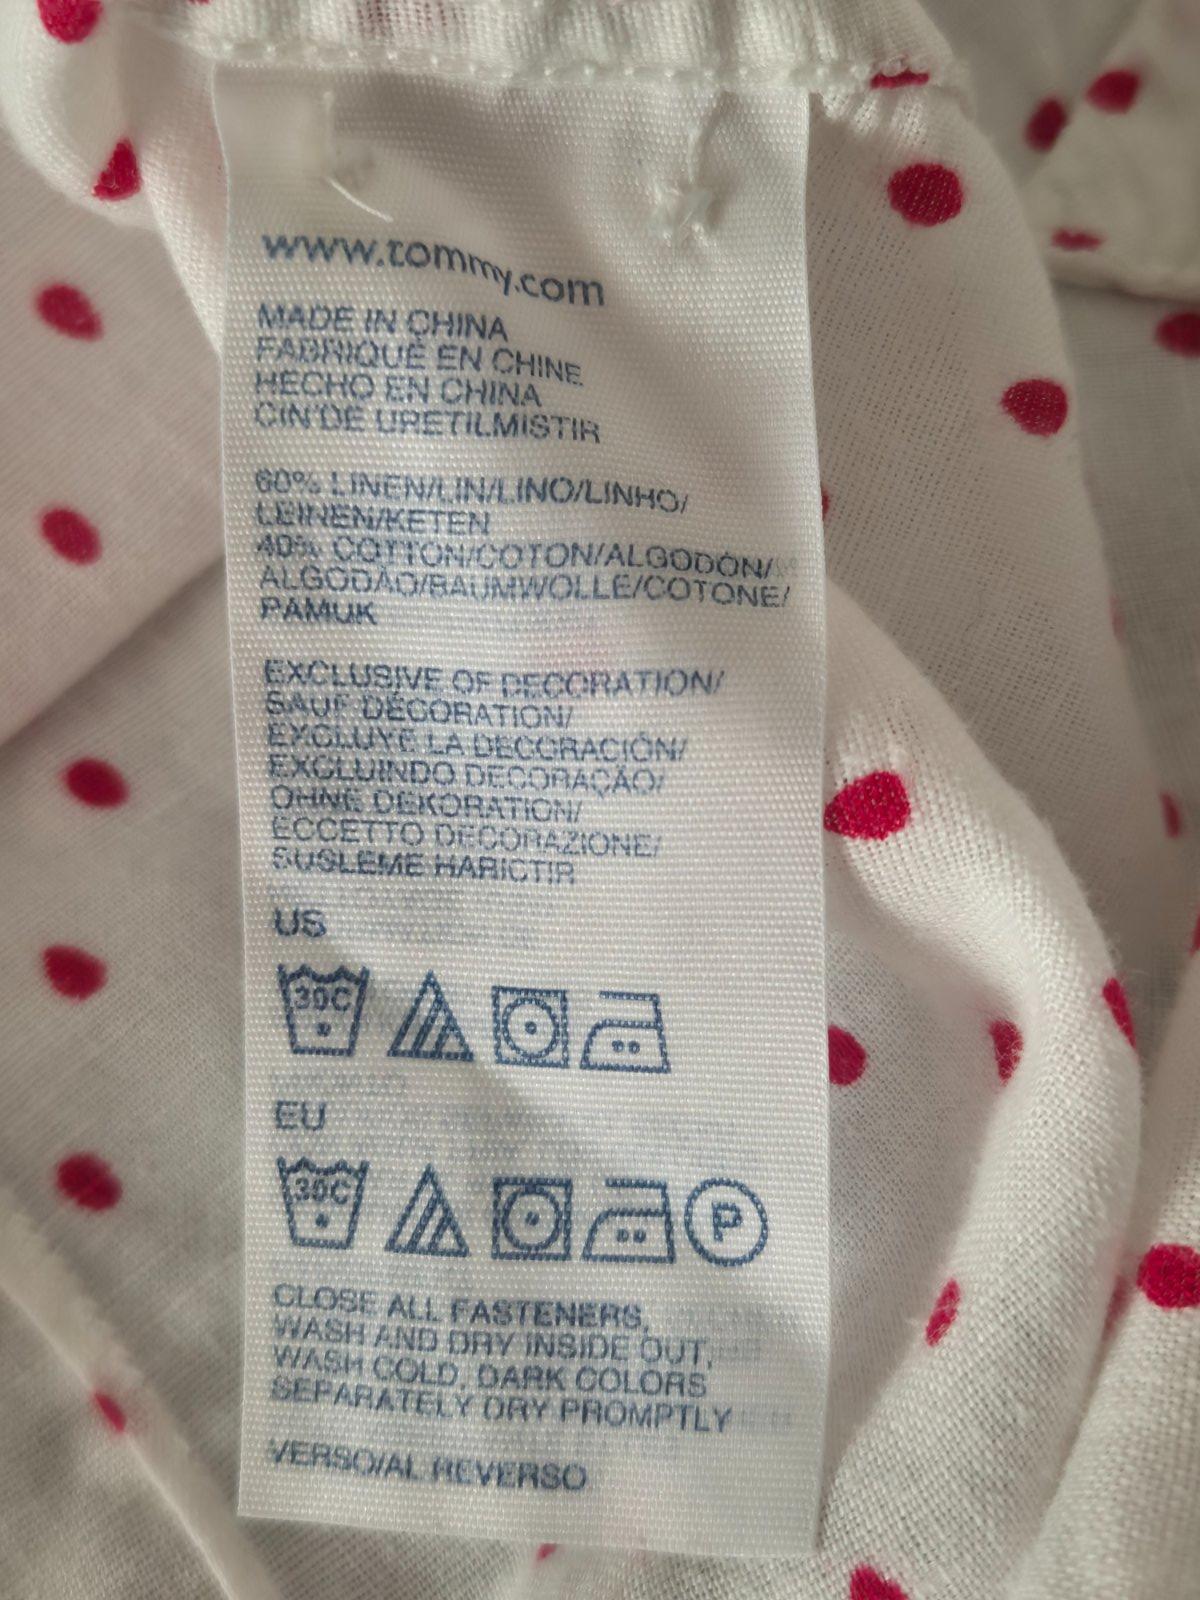 www.tommy.com
MADE IN CHINA
FABRIQUÉ EN CHINE
HECHO EN CHINA
CIN'DE URETILMISTIR
60% LINEN/LIN/LINO/LINHO/
LEINEN/KETEN
40% COTTON/COTON/ALGODÓN/
ALGODÃO/BAUMWOLLE/COTONE/
PAMUK
EXCLUSIVE OF DECORATION/
SAUF DÉCORATION/
EXCLUYE LA DECORACIÓN/
EXCLUINDO DECORAÇÃO/
OHNE DEKORATION/
ECCETTO DECORAZIONE/
SUSLEME HARICTIR
US
30C
EU
30C P
CLOSE ALL FASTENERS,
WASH AND DRY INSIDE OUT,
WASH COLD, DARK COLORS
SEPARATELY DRY PROMPTLY
VERSO/AL REVERSO